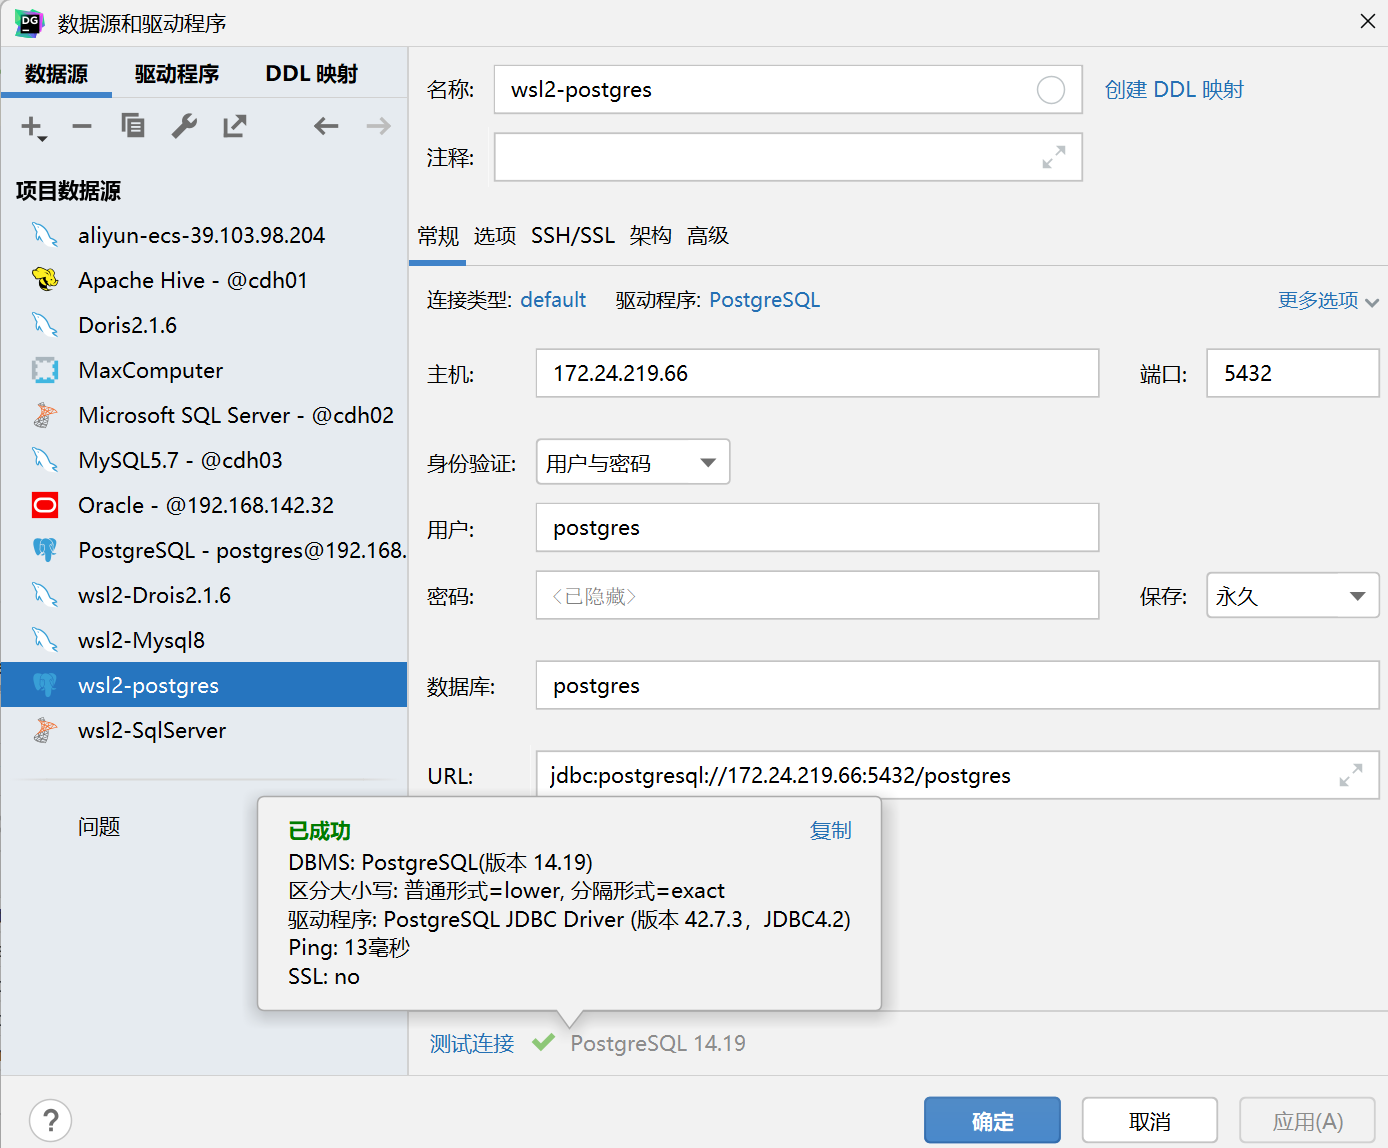 数据源和驱动程序
数据源 驱动程序 DDL 映射
项目数据源
aliyun-ecs-39.103.98.204
Apache Hive - @cdh01
Doris2.1.6
MaxComputer
Microsoft SQL Server - @cdh02
MySQL5.7 - @cdh03
Oracle - @192.168.142.32
PostgreSQL - postgres@192.168.
wsl2-Drois2.1.6
wsl2-Mysql8
wsl2-postgres
wsl2-SqlServer
问题
名称: wsl2-postgres 创建 DDL 映射
注释:
常规 选项 SSH/SSL 架构 高级
连接类型: default 驱动程序: PostgreSQL 更多选项
主机: 172.24.219.66 端口: 5432
身份验证: 用户与密码
用户: postgres
密码: <已隐藏> 保存: 永久
数据库: postgres
URL: jdbc:postgresql://172.24.219.66:5432/postgres
已成功 复制
DBMS: PostgreSQL(版本 14.19)
区分大小写: 普通形式=lower, 分隔形式=exact
驱动程序: PostgreSQL JDBC Driver (版本 42.7.3，JDBC4.2)
Ping: 13毫秒
SSL: no
测试连接 PostgreSQL 14.19
? 确定 取消 应用(A)